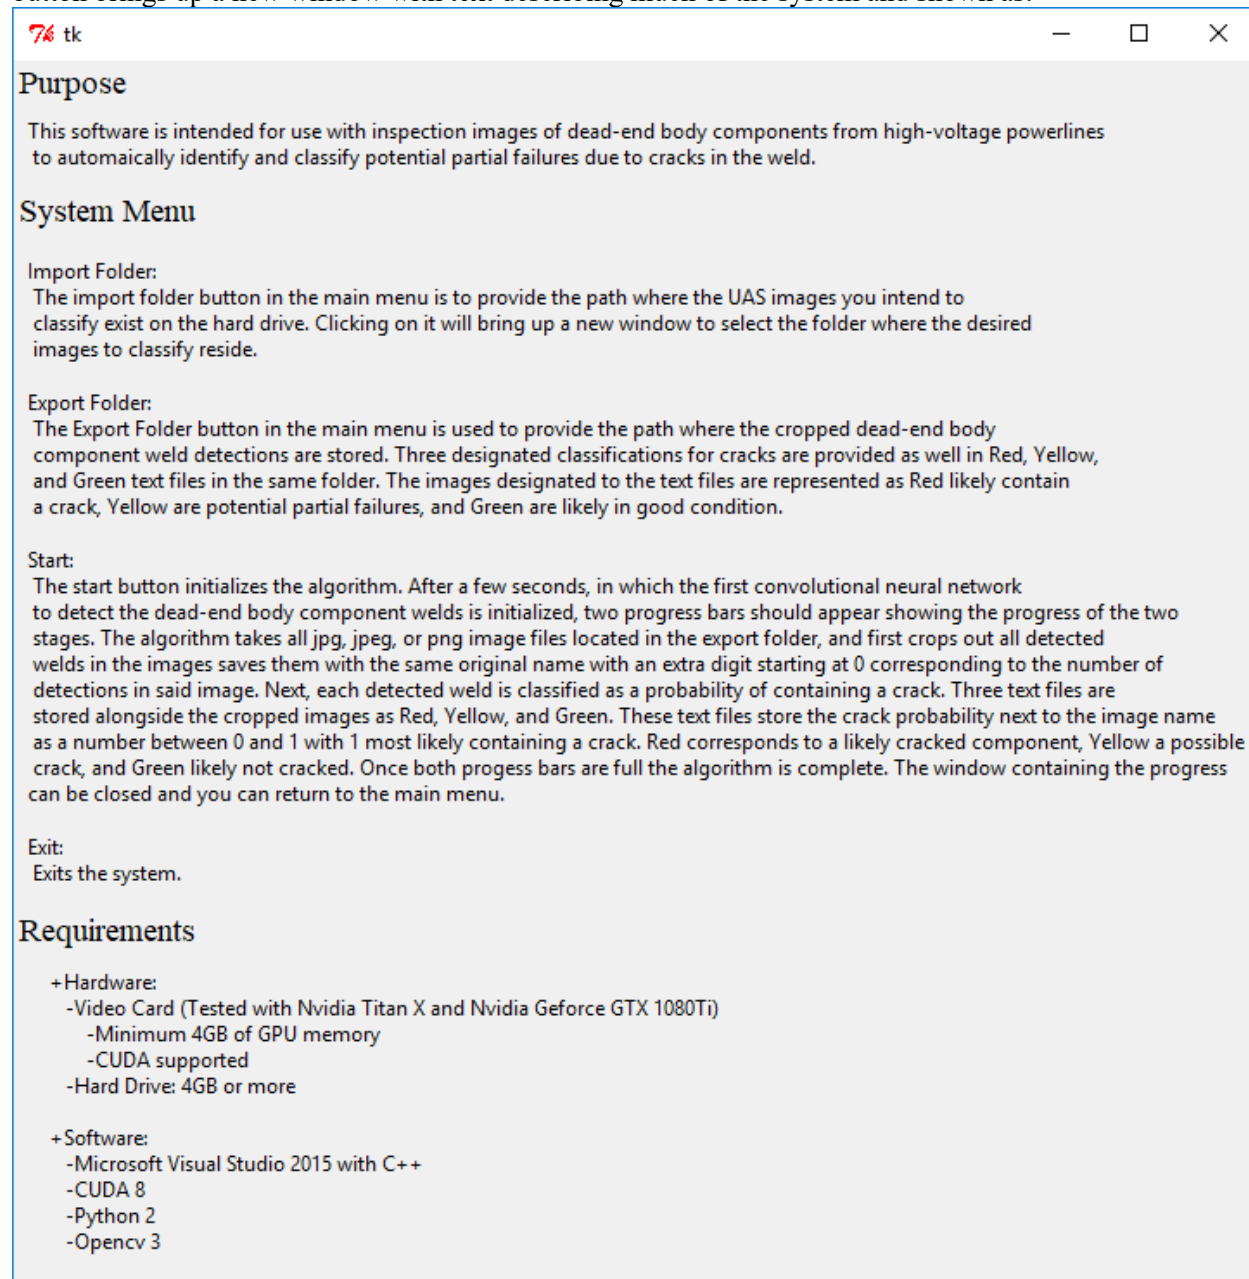 button brings up a new window with text describing much of the system and shown as:
tk
Purpose
This software is intended for use with inspection images of dead-end body components from high-voltage powerlines
to automaically identify and classify potential partial failures due to cracks in the weld.
System Menu
Import Folder:
The import folder button in the main menu is to provide the path where the UAS images you intend to
classify exist on the hard drive. Clicking on it will bring up a new window to select the folder where the desired
images to classify reside.
Export Folder:
The Export Folder button in the main menu is used to provide the path where the cropped dead-end body
component weld detections are stored. Three designated classifications for cracks are provided as well in Red, Yellow,
and Green text files in the same folder. The images designated to the text files are represented as Red likely contain
a crack, Yellow are potential partial failures, and Green are likely in good condition.
Start:
The start button initializes the algorithm. After a few seconds, in which the first convolutional neural network
to detect the dead-end body component welds is initialized, two progress bars should appear showing the progress of the two
stages. The algorithm takes all jpg, jpeg, or png image files located in the export folder, and first crops out all detected
welds in the images saves them with the same original name with an extra digit starting at 0 corresponding to the number of
detections in said image. Next, each detected weld is classified as a probability of containing a crack. Three text files are
stored alongside the cropped images as Red, Yellow, and Green. These text files store the crack probability next to the image name
as a number between 0 and 1 with 1 most likely containing a crack. Red corresponds to a likely cracked component, Yellow a possible
crack, and Green likely not cracked. Once both progess bars are full the algorithm is complete. The window containing the progress
can be closed and you can return to the main menu.
Exit:
Exits the system.
Requirements
+Hardware:
-Video Card (Tested with Nvidia Titan X and Nvidia Geforce GTX 1080Ti)
-Minimum 4GB of GPU memory
-CUDA supported
-Hard Drive: 4GB or more
+Software:
-Microsoft Visual Studio 2015 with C++
-CUDA 8
-Python 2
-Opencv 3